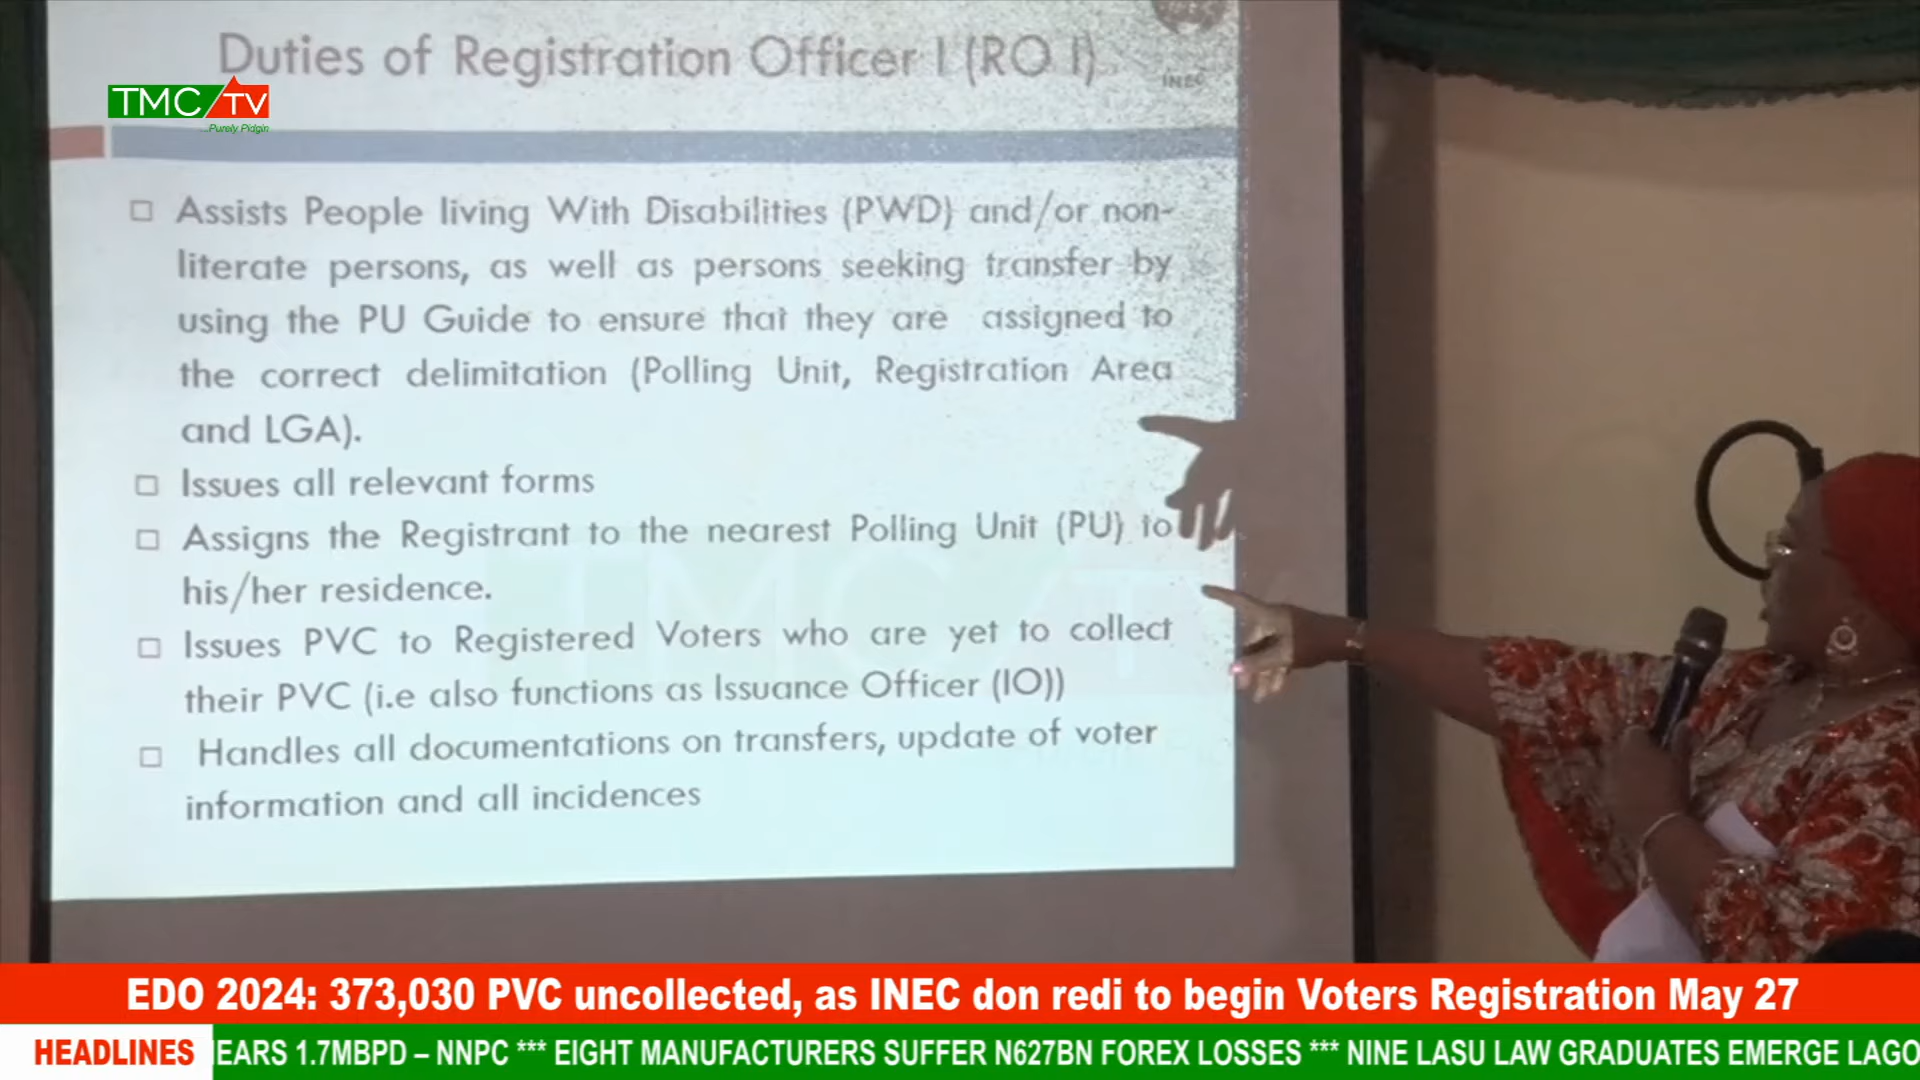 Duties of Registration Officer I (RO I)
INEC
TMC/TV
...Purely Pidgin
Assists People living With Disabilities (PWD) and/or non-
literate persons, as well as persons seeking transfer by
using the PU Guide to ensure that they are assigned to
the correct delimitation (Polling Unit, Registration Area
and LGA).
Issues all relevant forms
Assigns the Registrant to the nearest Polling Unit (PU) to
his/her residence.
Issues PVC to Registered Voters who are yet to collect
their PVC (i.e also functions as Issuance Officer (IO))
Handles all documentations on transfers, update of voter
information and all incidences
TMC/T
EDO 2024: 373,030 PVC uncollected, as INEC don redi to begin Voters Registration May 27
HEADLINES
EARS 1.7MBPD – NNPC *** EIGHT MANUFACTURERS SUFFER N627BN FOREX LOSSES *** NINE LASU LAW GRADUATES EMERGE LAGO